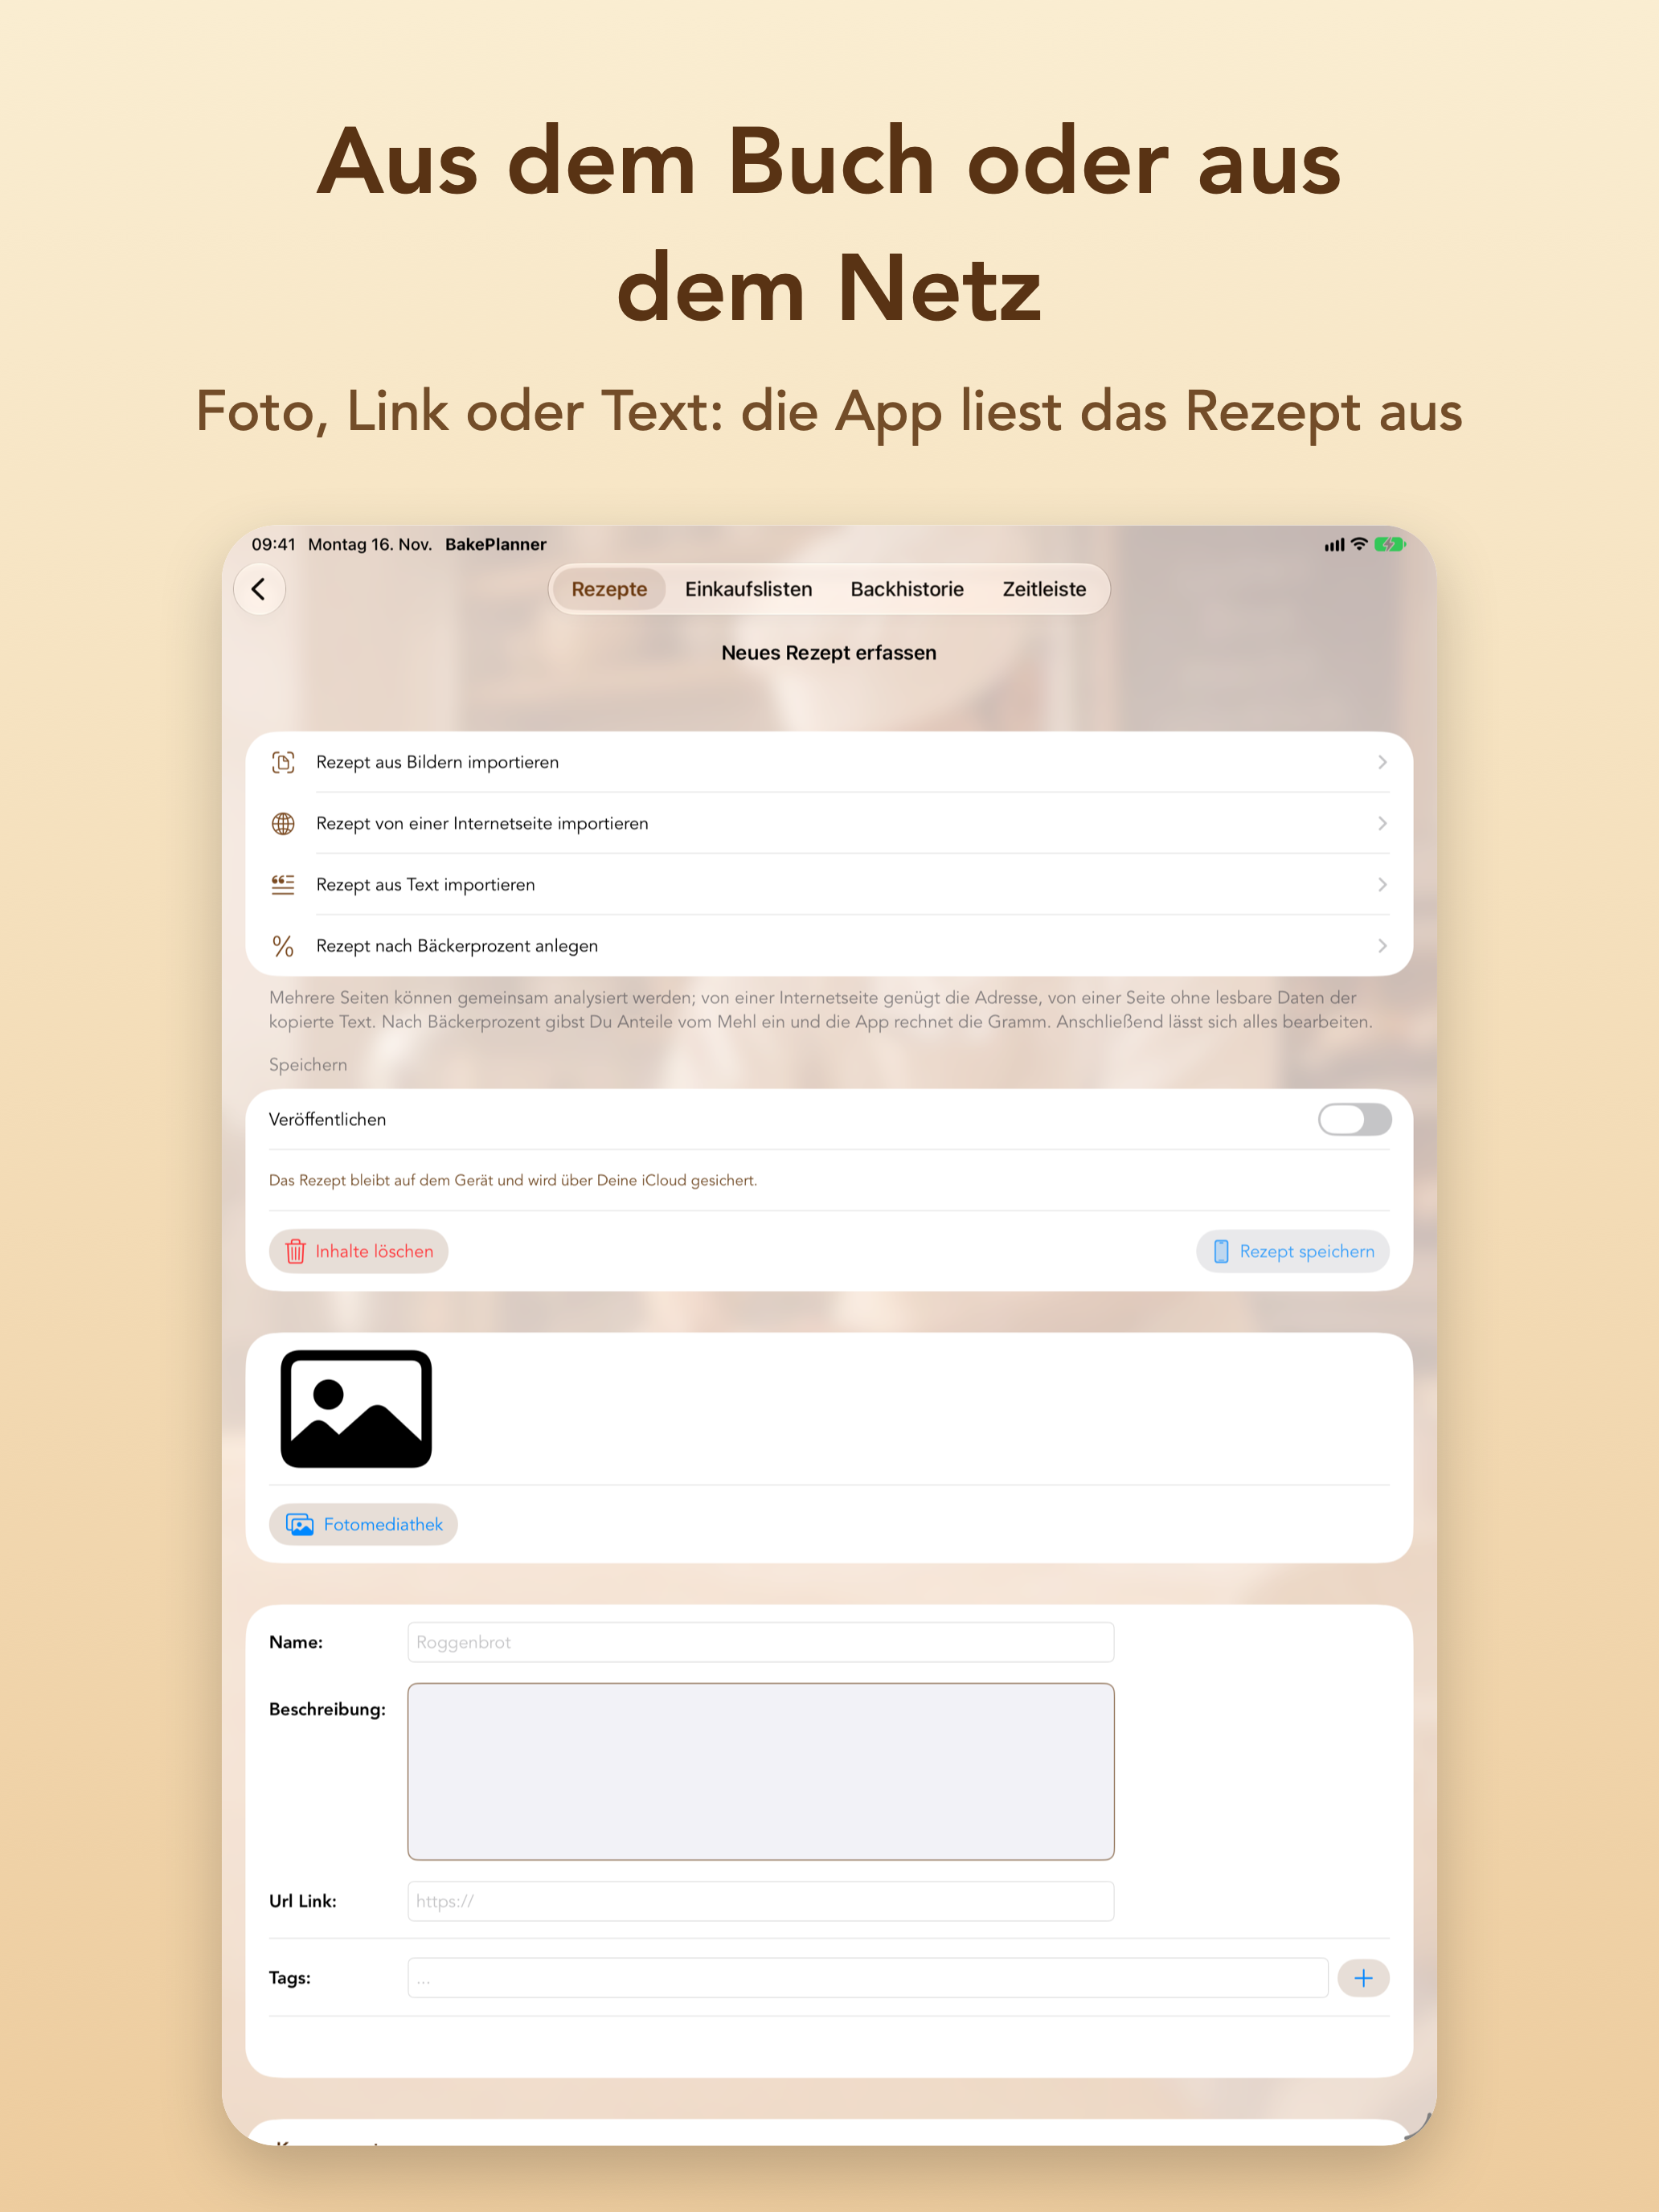 Aus dem Buch oder aus
dem Netz
Foto, Link oder Text: die App liest das Rezept aus
09:41 Montag 16. Nov. BakePlanner
Rezepte Einkaufslisten Backhistorie Zeitleiste
Neues Rezept erfassen
Rezept aus Bildern importieren
Rezept von einer Internetseite importieren
Rezept aus Text importieren
% Rezept nach Bäckerprozent anlegen
Mehrere Seiten können gemeinsam analysiert werden; von einer Internetseite genügt die Adresse, von einer Seite ohne lesbare Daten der
kopierte Text. Nach Bäckerprozent gibst Du Anteile vom Mehl ein und die App rechnet die Gramm. Anschließend lässt sich alles bearbeiten.
Speichern
Veröffentlichen
Das Rezept bleibt auf dem Gerät und wird über Deine iCloud gesichert.
Inhalte löschen Rezept speichern
Fotomediathek
Name: Roggenbrot
Beschreibung:
Url Link: https://
Tags: ...